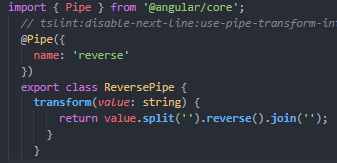 import { Pipe } from '@angular/core';
// tslint:disable-next-line:use-pipe-transform-in
@Pipe({
name: 'reverse'
})
export class ReversePipe {
transform(value: string) {
return value.split('').reverse().join('');
}
}